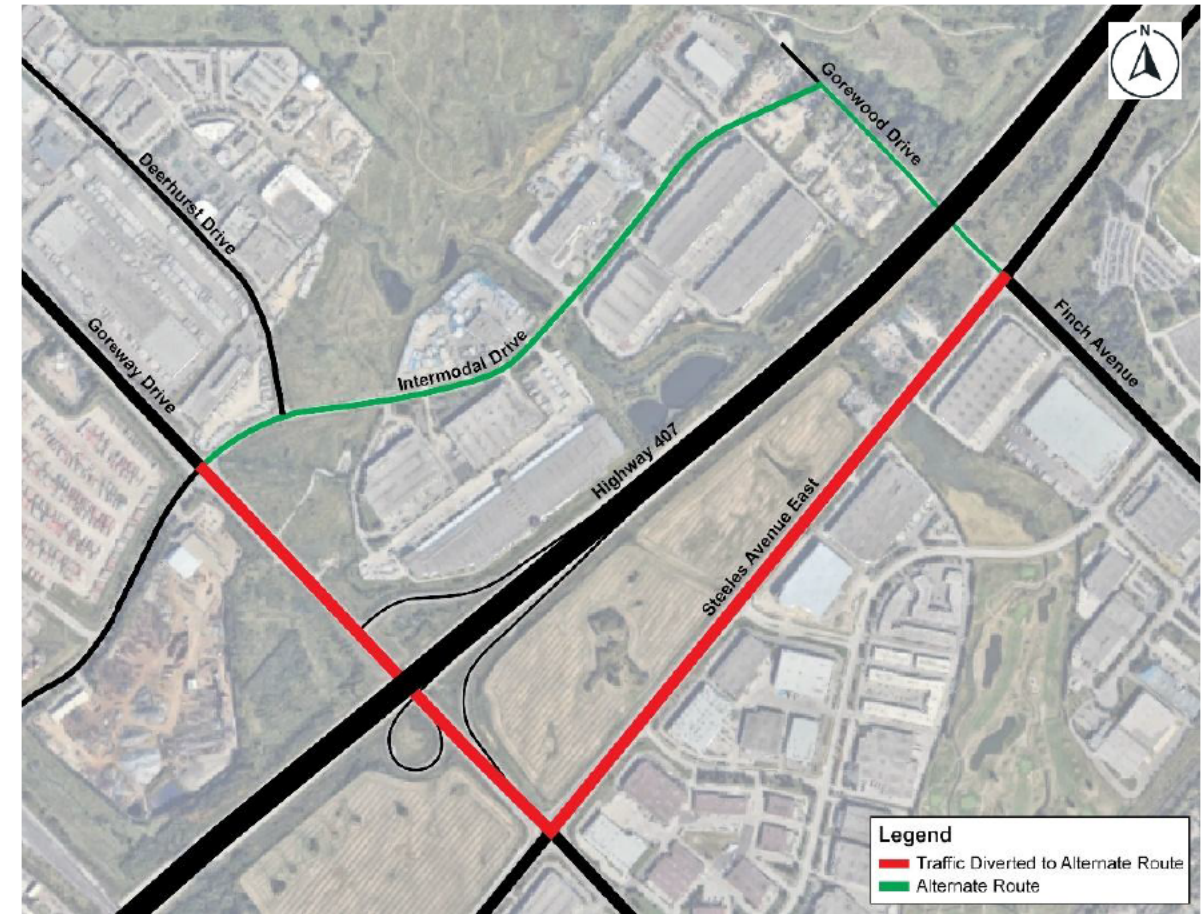 N
Gorewood Drive
Deerhurst Drive
Goreway Drive
Intermodal Drive
Finch Avenue
Highway 407
Steeles Avenue East
Legend
Traffic Diverted to Alternate Route
Alternate Route